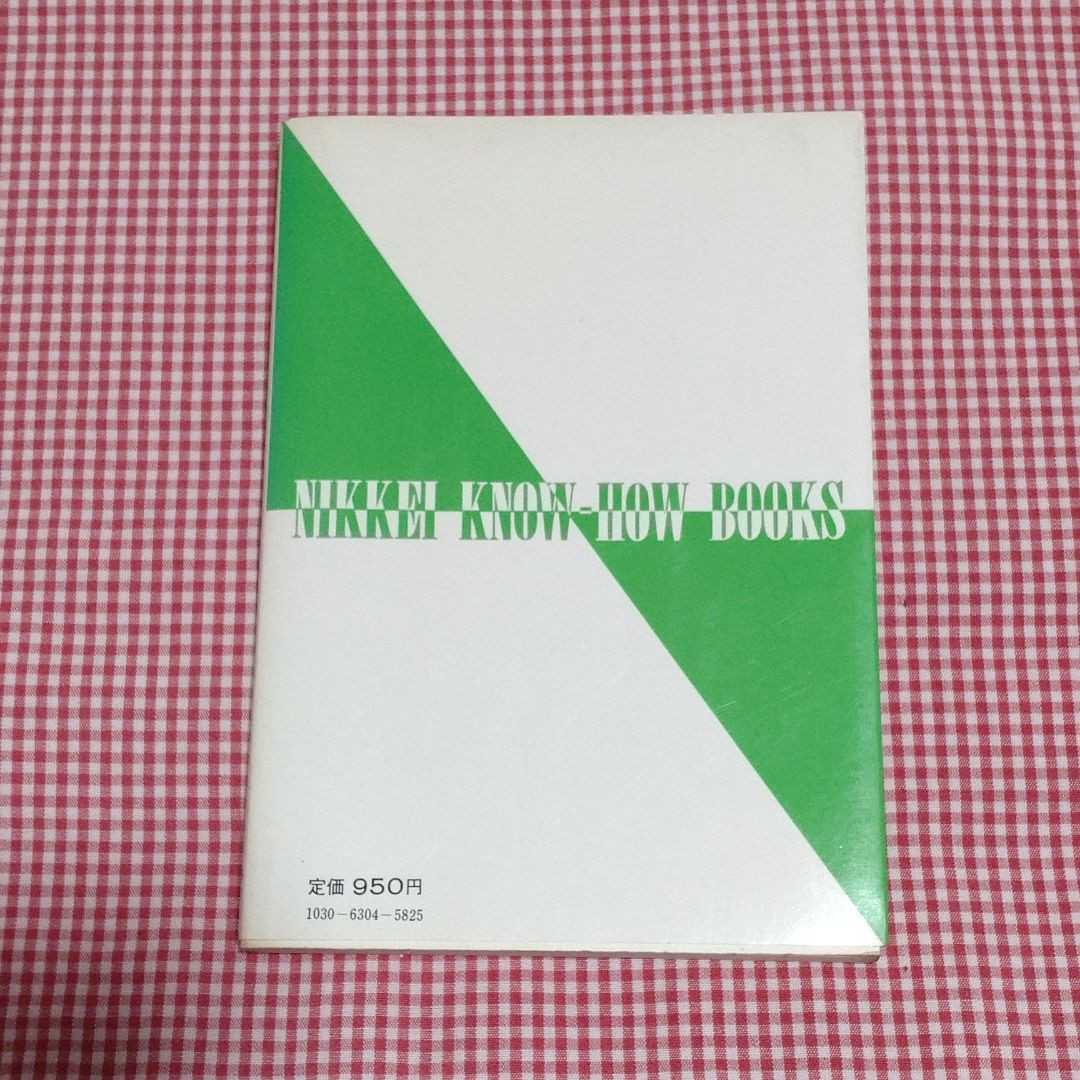 NIKKEI KNOW-HOW BOOKS
定価 950円
1030-6304-5825